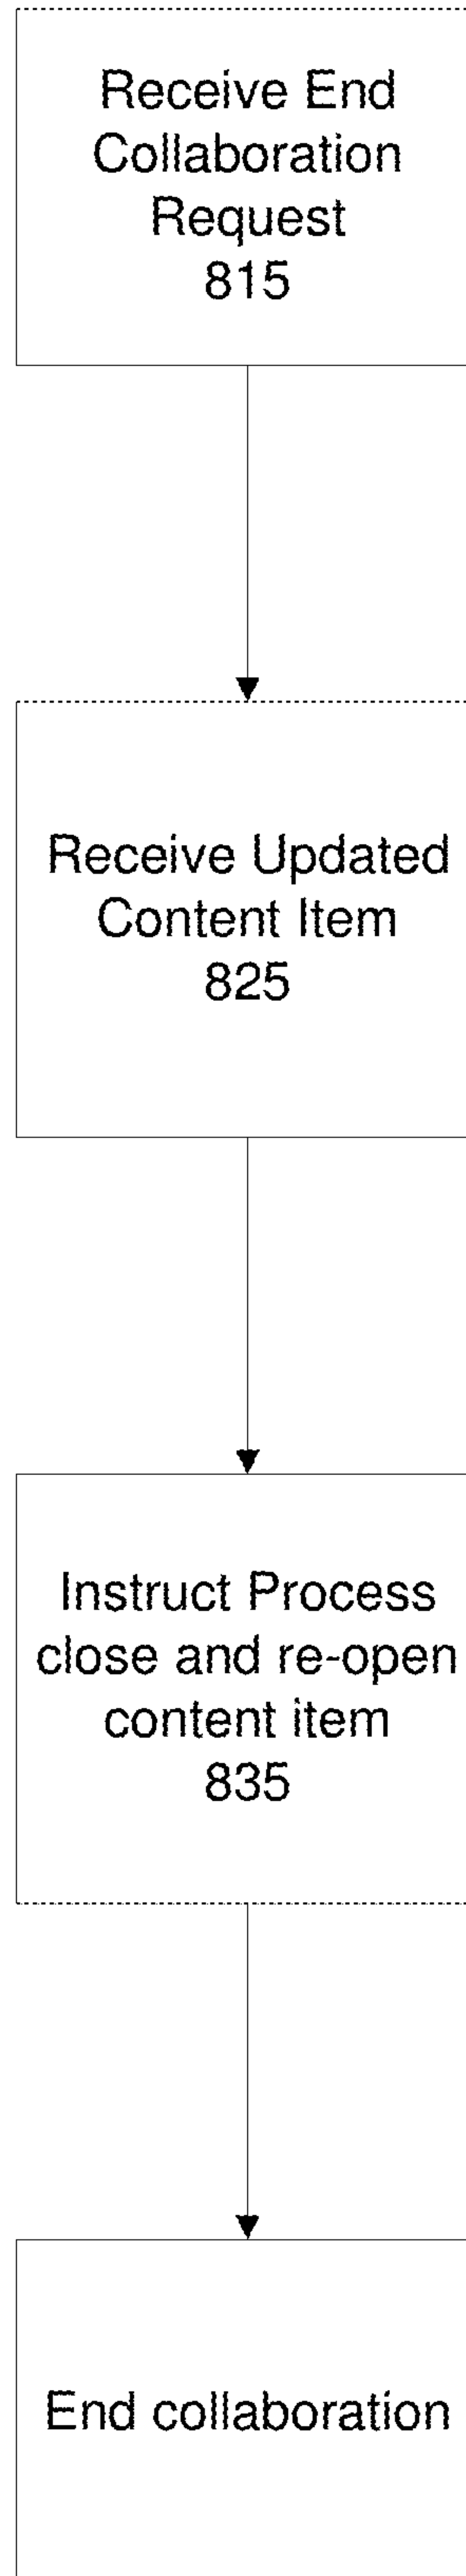 Receive End
Collaboration
Request
815
Receive Updated
Content Item
825
Instruct Process
close and re-open
content item
835
End collaboration